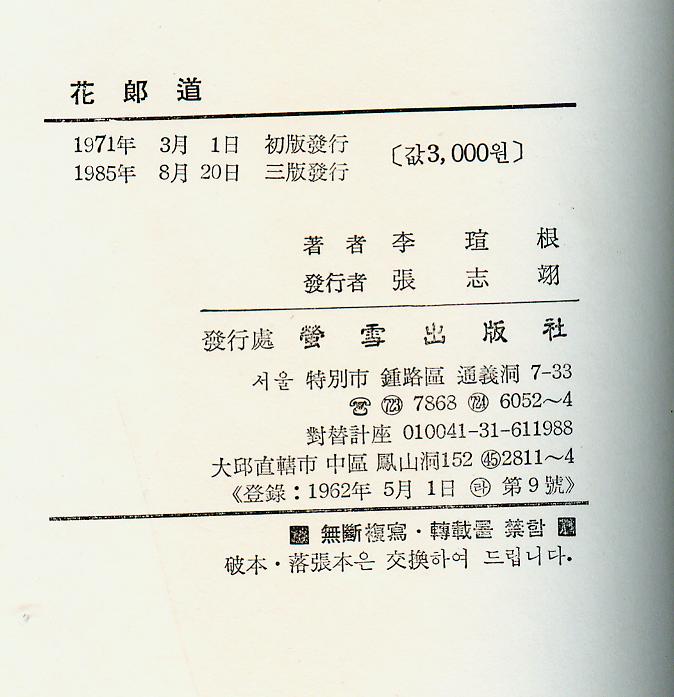 花郎道
1971年 3月 1日 初版發行
1985年 8月 20日 三版發行
〔값3,000원〕
著者 李瑄根
發行者 張志翊
發行處 螢雪出版社
서울 特別市 鍾路區 通義洞 7-33
☎ 723 7868 724 6052~4
對替計座 010041-31-611988
大邱直轄市 中區 鳳山洞152 ㊺2811~4
《登錄: 1962年 5月 1日 ㉱ 第9號》
無斷複寫·轉載를 禁함
破本·落張本은 交換하여 드립니다.